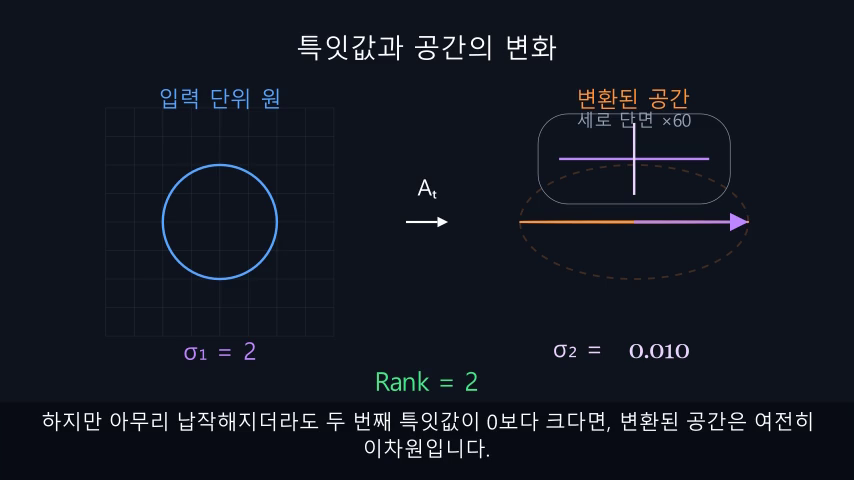 특잇값과 공간의 변화
입력 단위 원
변환된 공간
세로 단면 ×60
Aₜ
σ₁ = 2
σ₂ = 0.010
Rank = 2
하지만 아무리 납작해지더라도 두 번째 특잇값이 0보다 크다면, 변환된 공간은 여전히
이차원입니다.